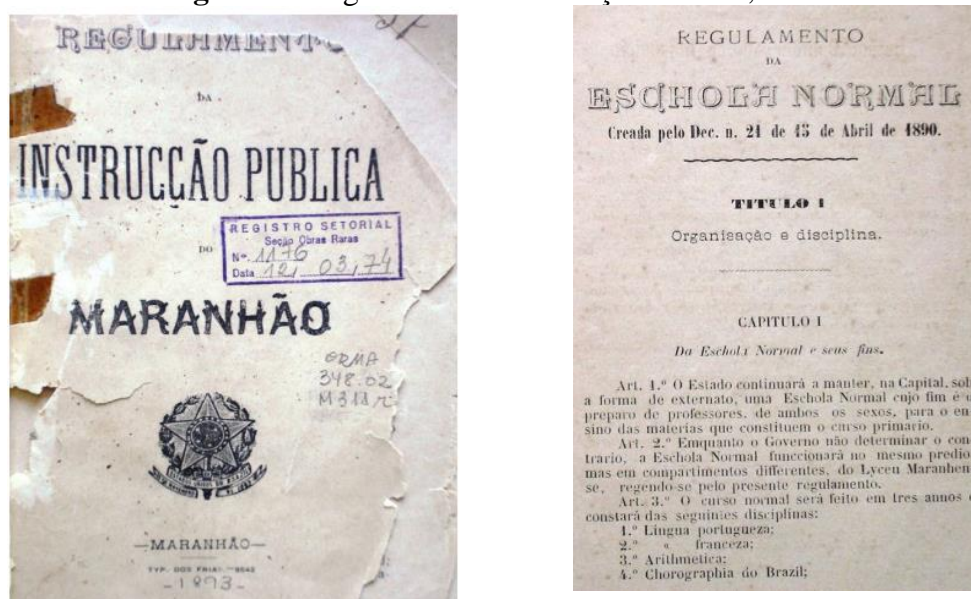 REGULAMENTO
DA
INSTRUCÇÃO PUBLICA
REGISTRO SETORIAL
Seção Obras Raras
Nº. 1176
Data 12, 03, 74
DO
MARANHÃO
348.02
—MARANHÃO—
1893
REGULAMENTO
DA
ESCHOLA NORMAL
Creada pelo Dec. n. 21 de 15 de Abril de 1890.
TITULO I
Organisação e disciplina.
CAPITULO I
Da Eschola Normal e seus fins.
Art. 1.º O Estado continuará a manter, na Capital, sob
a forma de externato, uma Eschola Normal cujo fim é
preparo de professores, de ambos os sexos, para o en
sino das materias que constituem o curso primario.
Art. 2.º Emquanto o Governo não determinar o con
trario, a Eschola Normal funccionará no mesmo predio
mas em compartimentos differentes, do Lyceu Maranhen
se, regendo-se pelo presente regulamento.
Art. 3.º O curso normal será feito em tres annos
constará das seguintes disciplinas:
1.º Lingua portugueza;
2.º « franceza;
3.º Arithmetica;
4.º Chorographia do Brazil;